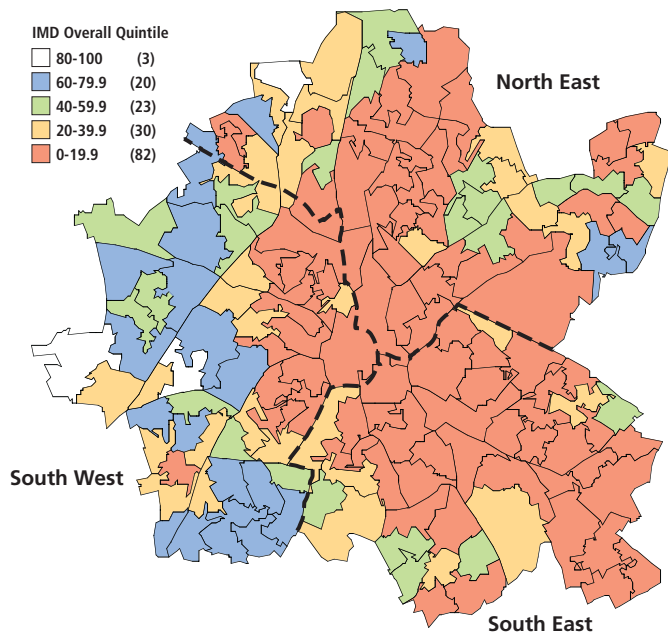 IMD Overall Quintile
80-100 (3)
60-79.9 (20)
40-59.9 (23)
20-39.9 (30)
0-19.9 (82)
North East
South West
South East